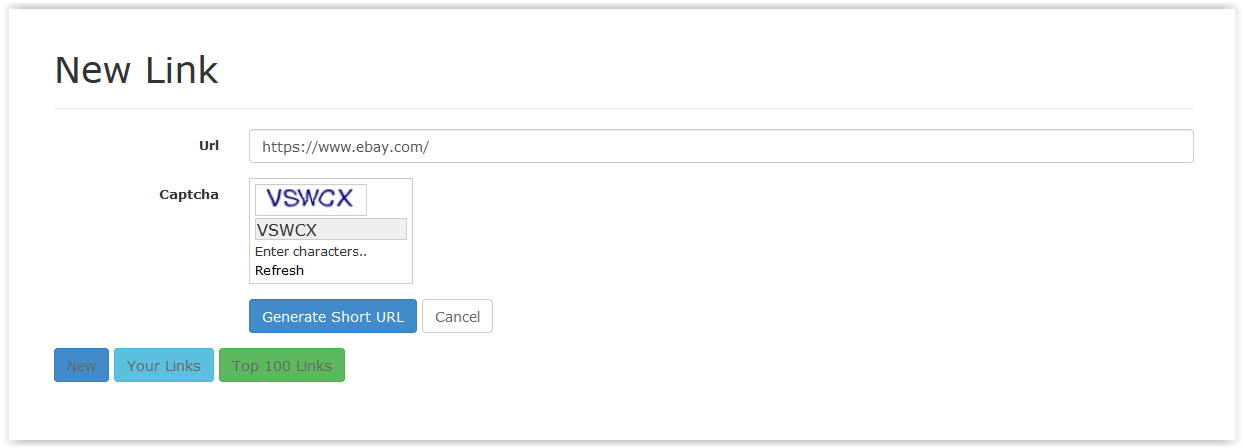 New Link
Url https://www.ebay.com/
Captcha VSWCX
VSWCX
Enter characters..
Refresh
Generate Short URL Cancel
New Your Links Top 100 Links